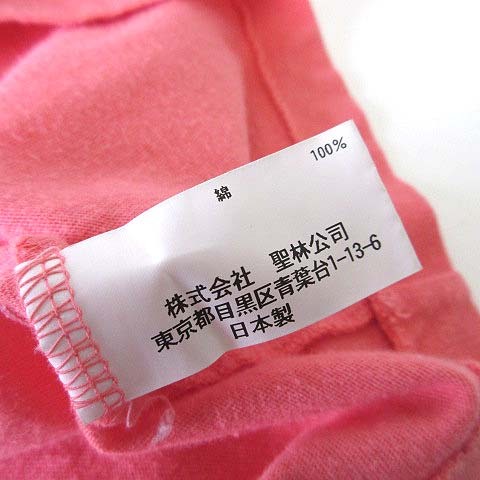 綿 100%
株式会社 聖林公司
東京都目黒区青葉台1-13-6
日本製